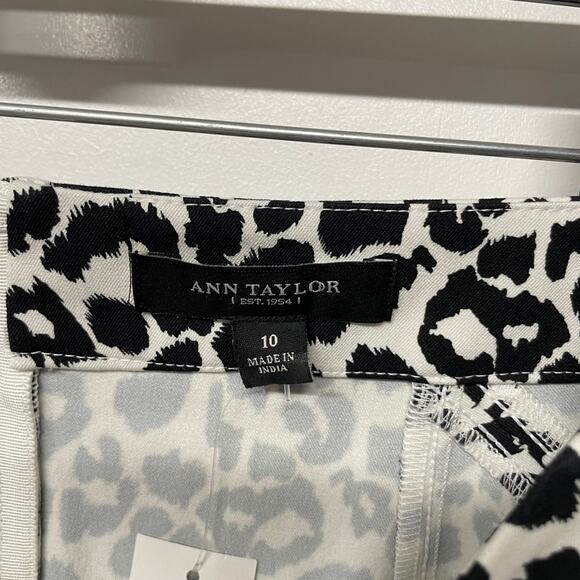 ANN TAYLOR
EST. 1954
10
MADE IN
INDIA